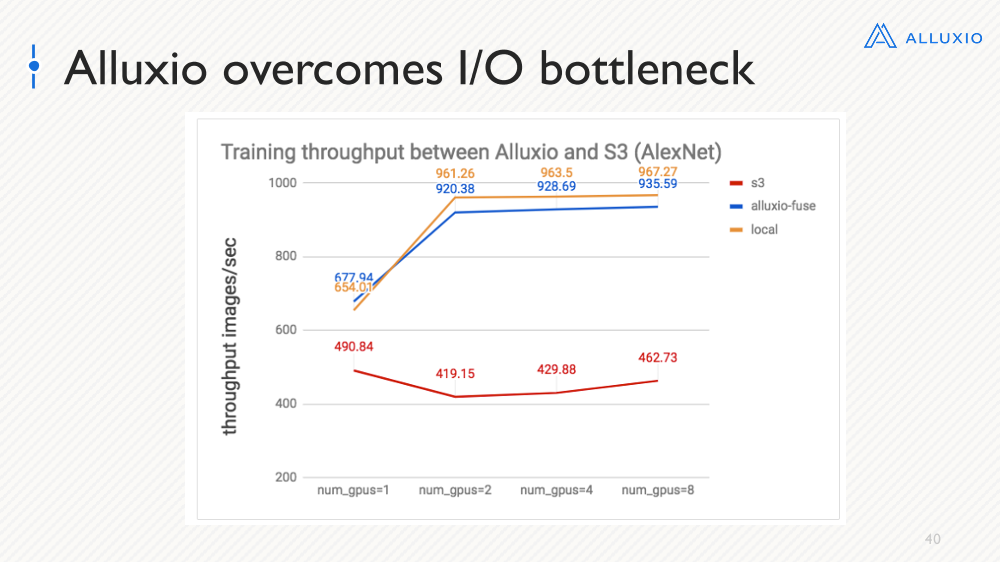 ALLUXIO
Alluxio overcomes I/O bottleneck
Training throughput between Alluxio and S3 (AlexNet)
throughput images/sec
1000
800
600
400
200
961.26
963.5
967.27
920.38
928.69
935.59
677.94
654.01
490.84
419.15
429.88
462.73
num_gpus=1
num_gpus=2
num_gpus=4
num_gpus=8
s3
alluxio-fuse
local
40